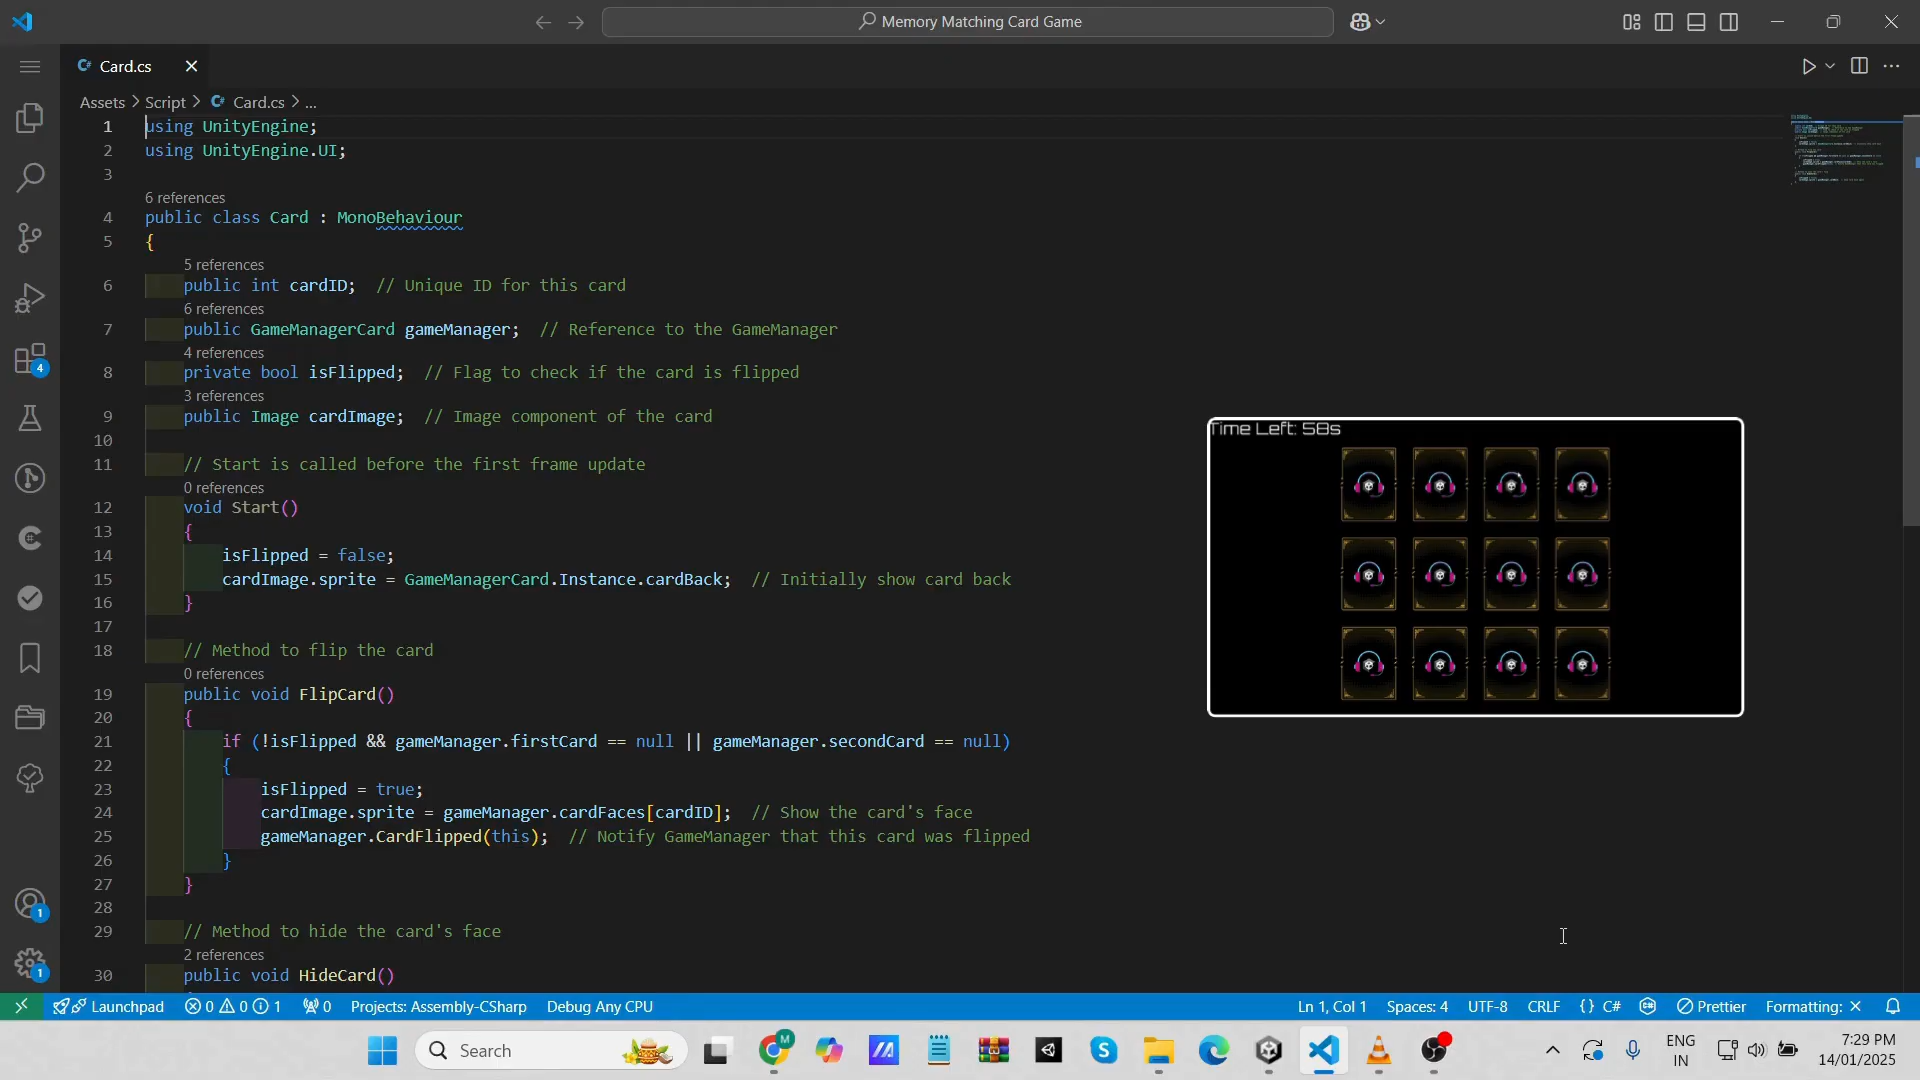 Memory Matching Card Game
Card.cs
Assets > Script > Card.cs > ...
1 using UnityEngine;
2 using UnityEngine.UI;
3
6 references
4 public class Card : MonoBehaviour
5 {
5 references
6 public int cardID; // Unique ID for this card
6 references
7 public GameManagerCard gameManager; // Reference to the GameManager
4 references
8 private bool isFlipped; // Flag to check if the card is flipped
3 references
9 public Image cardImage; // Image component of the card
10
11 // Start is called before the first frame update
0 references
12 void Start()
13 {
14 isFlipped = false;
15 cardImage.sprite = GameManagerCard.Instance.cardBack; // Initially show card back
16 }
17
18 // Method to flip the card
0 references
19 public void FlipCard()
20 {
21 if (!isFlipped && gameManager.firstCard == null || gameManager.secondCard == null)
22 {
23 isFlipped = true;
24 cardImage.sprite = gameManager.cardFaces[cardID]; // Show the card's face
25 gameManager.CardFlipped(this); // Notify GameManager that this card was flipped
26 }
27 }
28
29 // Method to hide the card's face
2 references
30 public void HideCard()
Time Left: 58s
4
1
1
Launchpad 0 0 1 0 Projects: Assembly-CSharp Debug Any CPU Ln 1, Col 1 Spaces: 4 UTF-8 CRLF {} C# Prettier Formatting: ×
Search
M
ENG
IN
7:29 PM
14/01/2025